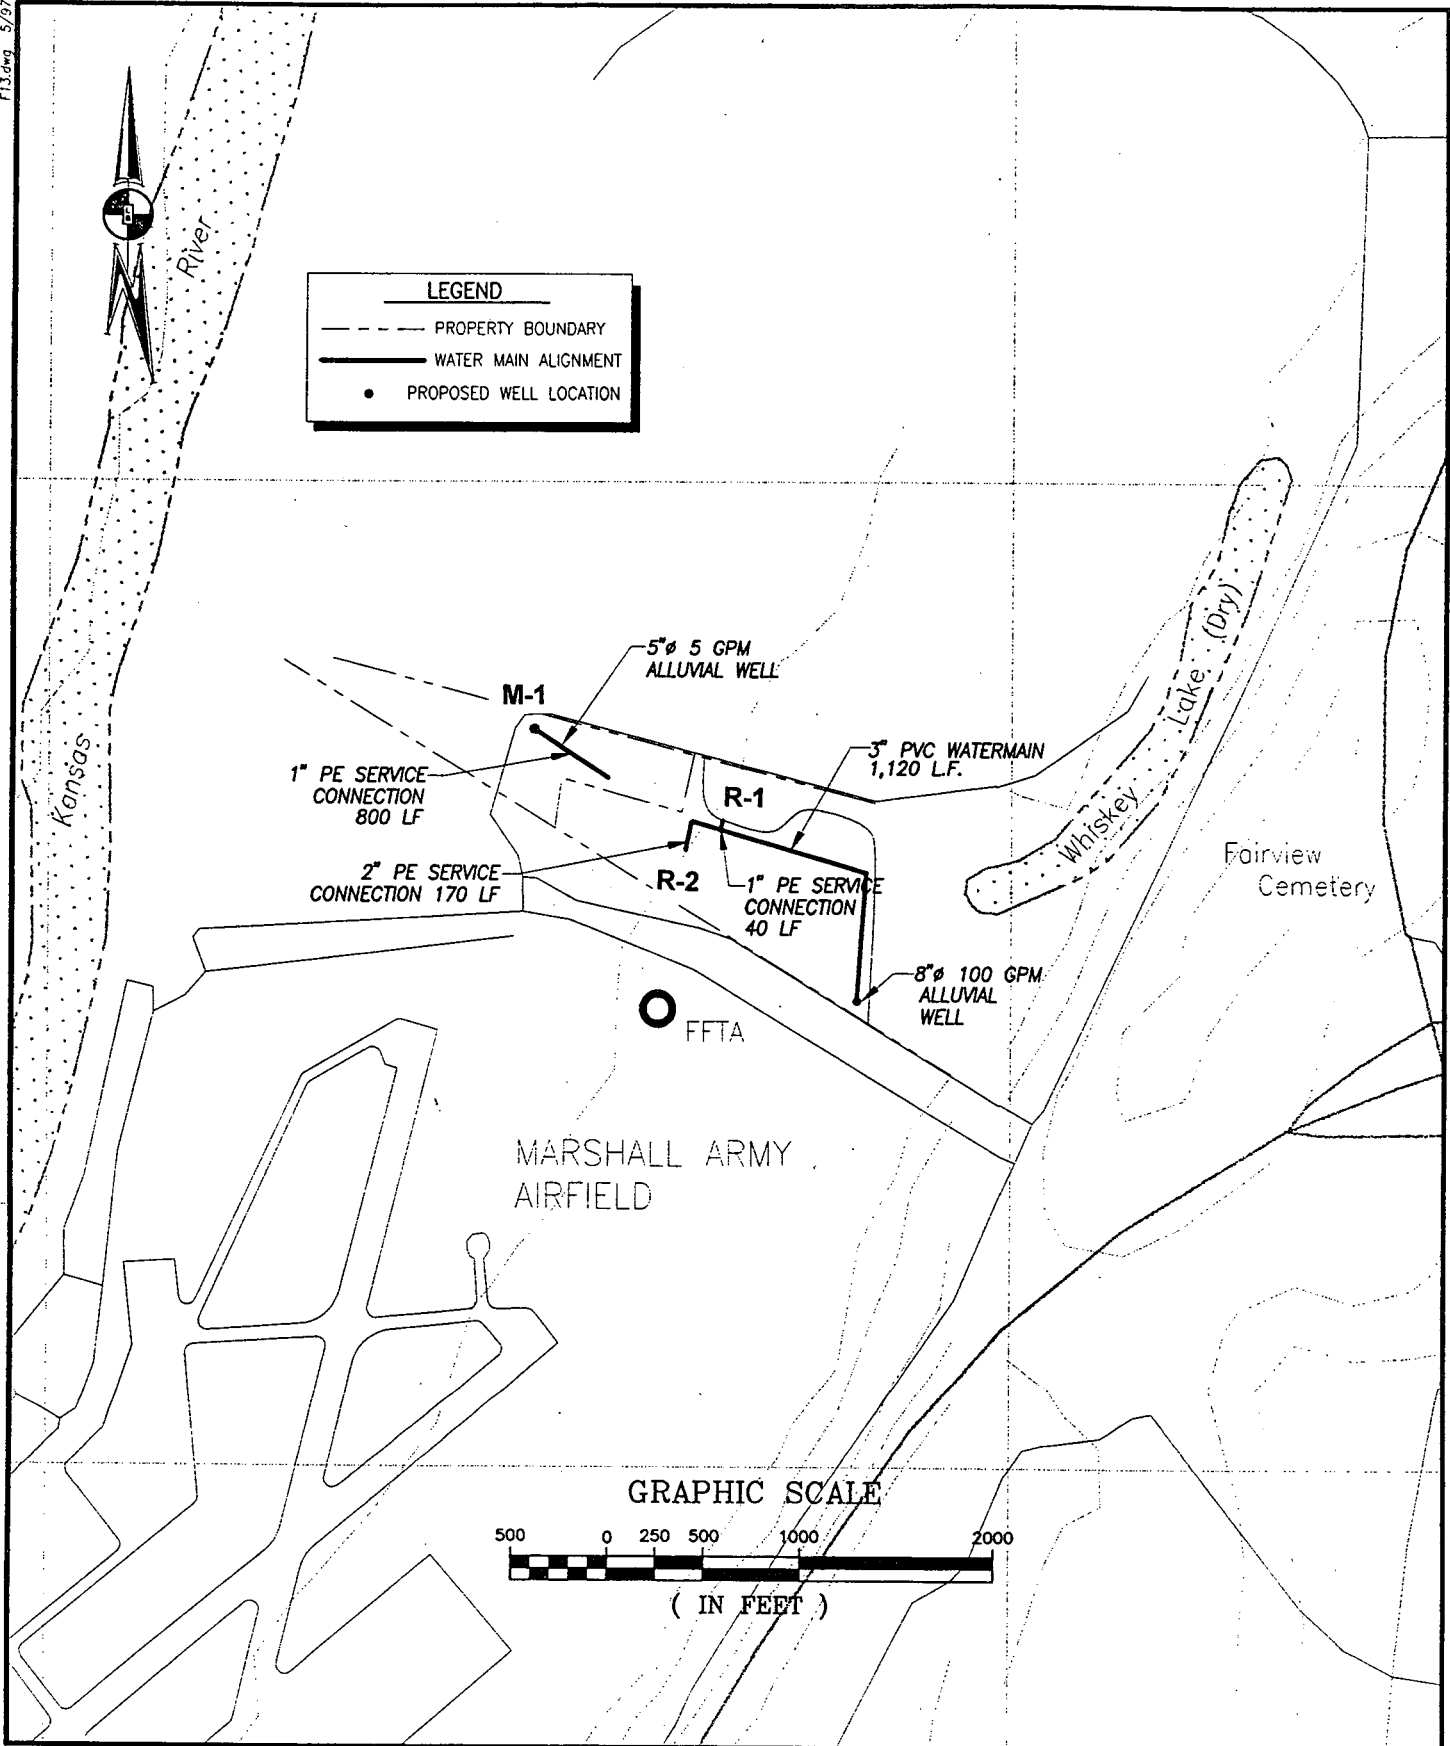 F13.dwg 5/97
N
River
LEGEND
PROPERTY BOUNDARY
WATER MAIN ALIGNMENT
PROPOSED WELL LOCATION
5"ø 5 GPM
ALLUVIAL WELL
M-1
1" PE SERVICE
CONNECTION
800 LF
3" PVC WATERMAIN
1,120 L.F.
R-1
2" PE SERVICE
CONNECTION 170 LF
R-2
1" PE SERVICE
CONNECTION
40 LF
8"ø 100 GPM
ALLUVIAL
WELL
Kansas
Whiskey Lake (Dry)
Fairview
Cemetery
FFTA
MARSHALL ARMY
AIRFIELD
GRAPHIC SCALE
500 0 250 500 1000 2000
( IN FEET )